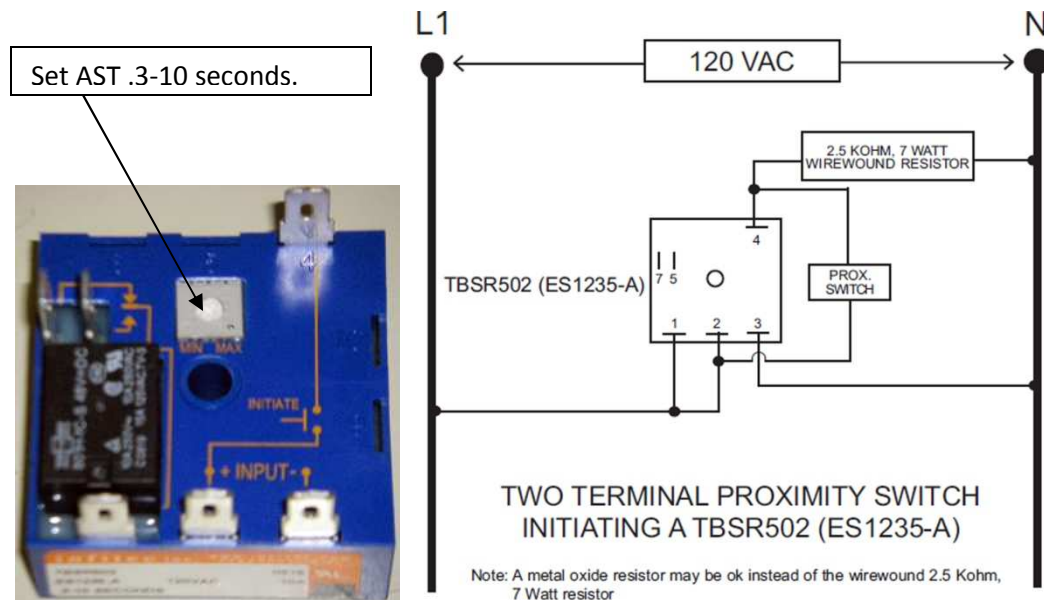 Set AST .3-10 seconds.
L1
N
120 VAC
2.5 KOHM, 7 WATT
WIREWOUND RESISTOR
4
7 5
TBSR502 (ES1235-A)
PROX.
SWITCH
1 2 3
4
MIN MAX
INITIATE
+ INPUT -
TWO TERMINAL PROXIMITY SWITCH
INITIATING A TBSR502 (ES1235-A)
Note: A metal oxide resistor may be ok instead of the wirewound 2.5 Kohm,
7 Watt resistor